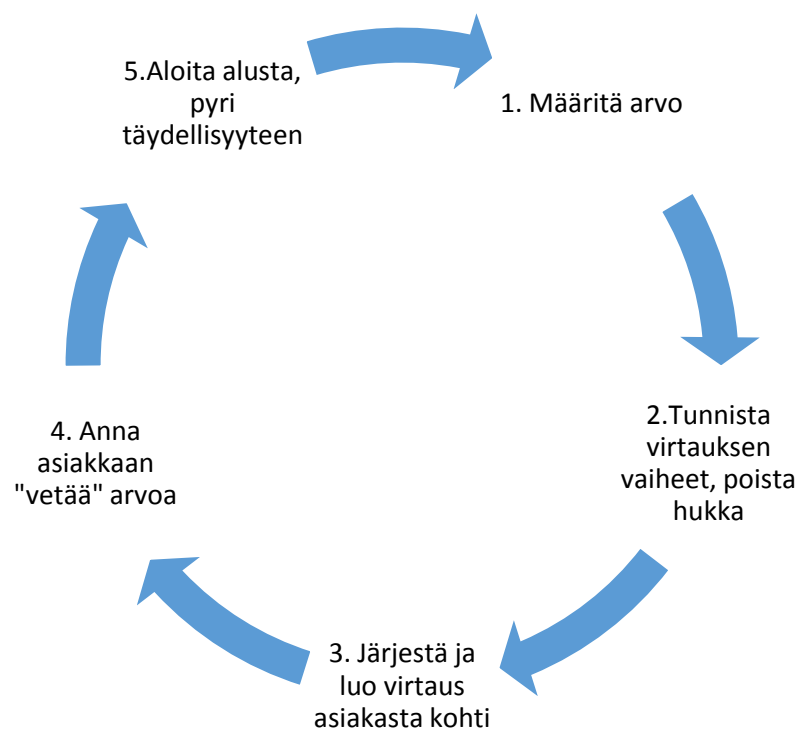 5.Aloita alusta,
pyri
täydellisyyteen
1. Määritä arvo
2.Tunnista
virtauksen
vaiheet, poista
hukka
3. Järjestä ja
luo virtaus
asiakasta kohti
4. Anna
asiakkaan
"vetää" arvoa